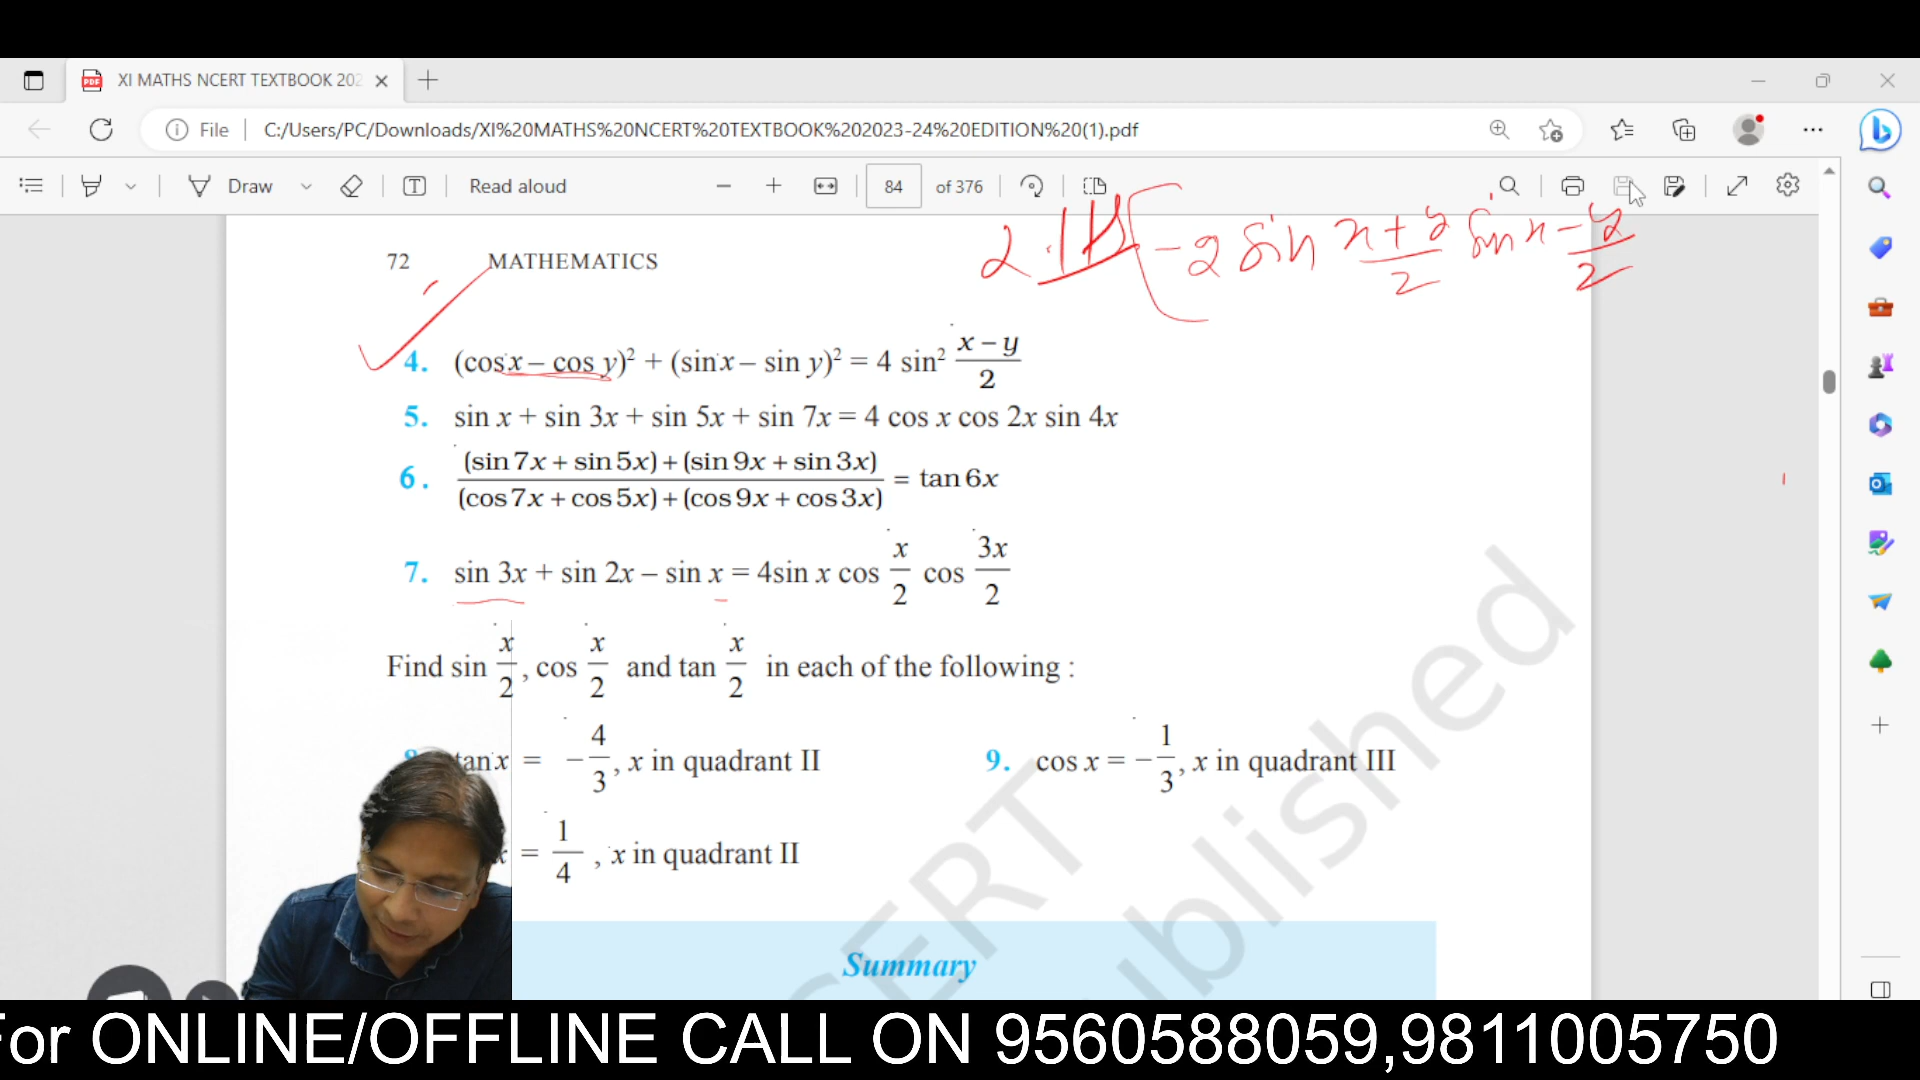 XI MATHS NCERT TEXTBOOK 202
File C:/Users/PC/Downloads/XI%20MATHS%20NCERT%20TEXTBOOK%202023-24%20EDITION%20(1).pdf
Draw Read aloud 84 of 376
-2 sin x+y/2 sin x-y/2
72 MATHEMATICS
4. (cos x – cos y)² + (sin x – sin y)² = 4 sin² (x – y)/2
5. sin x + sin 3x + sin 5x + sin 7x = 4 cos x cos 2x sin 4x
6. ((sin 7x + sin 5x) + (sin 9x + sin 3x))/((cos 7x + cos 5x) + (cos 9x + cos 3x)) = tan 6x
7. sin 3x + sin 2x – sin x = 4sin x cos x/2 cos 3x/2
Find sin x/2, cos x/2 and tan x/2 in each of the following :
tan x = –4/3, x in quadrant II 9. cos x = –1/3, x in quadrant III
= 1/4, x in quadrant II
Summary
For ONLINE/OFFLINE CALL ON 9560588059,9811005750